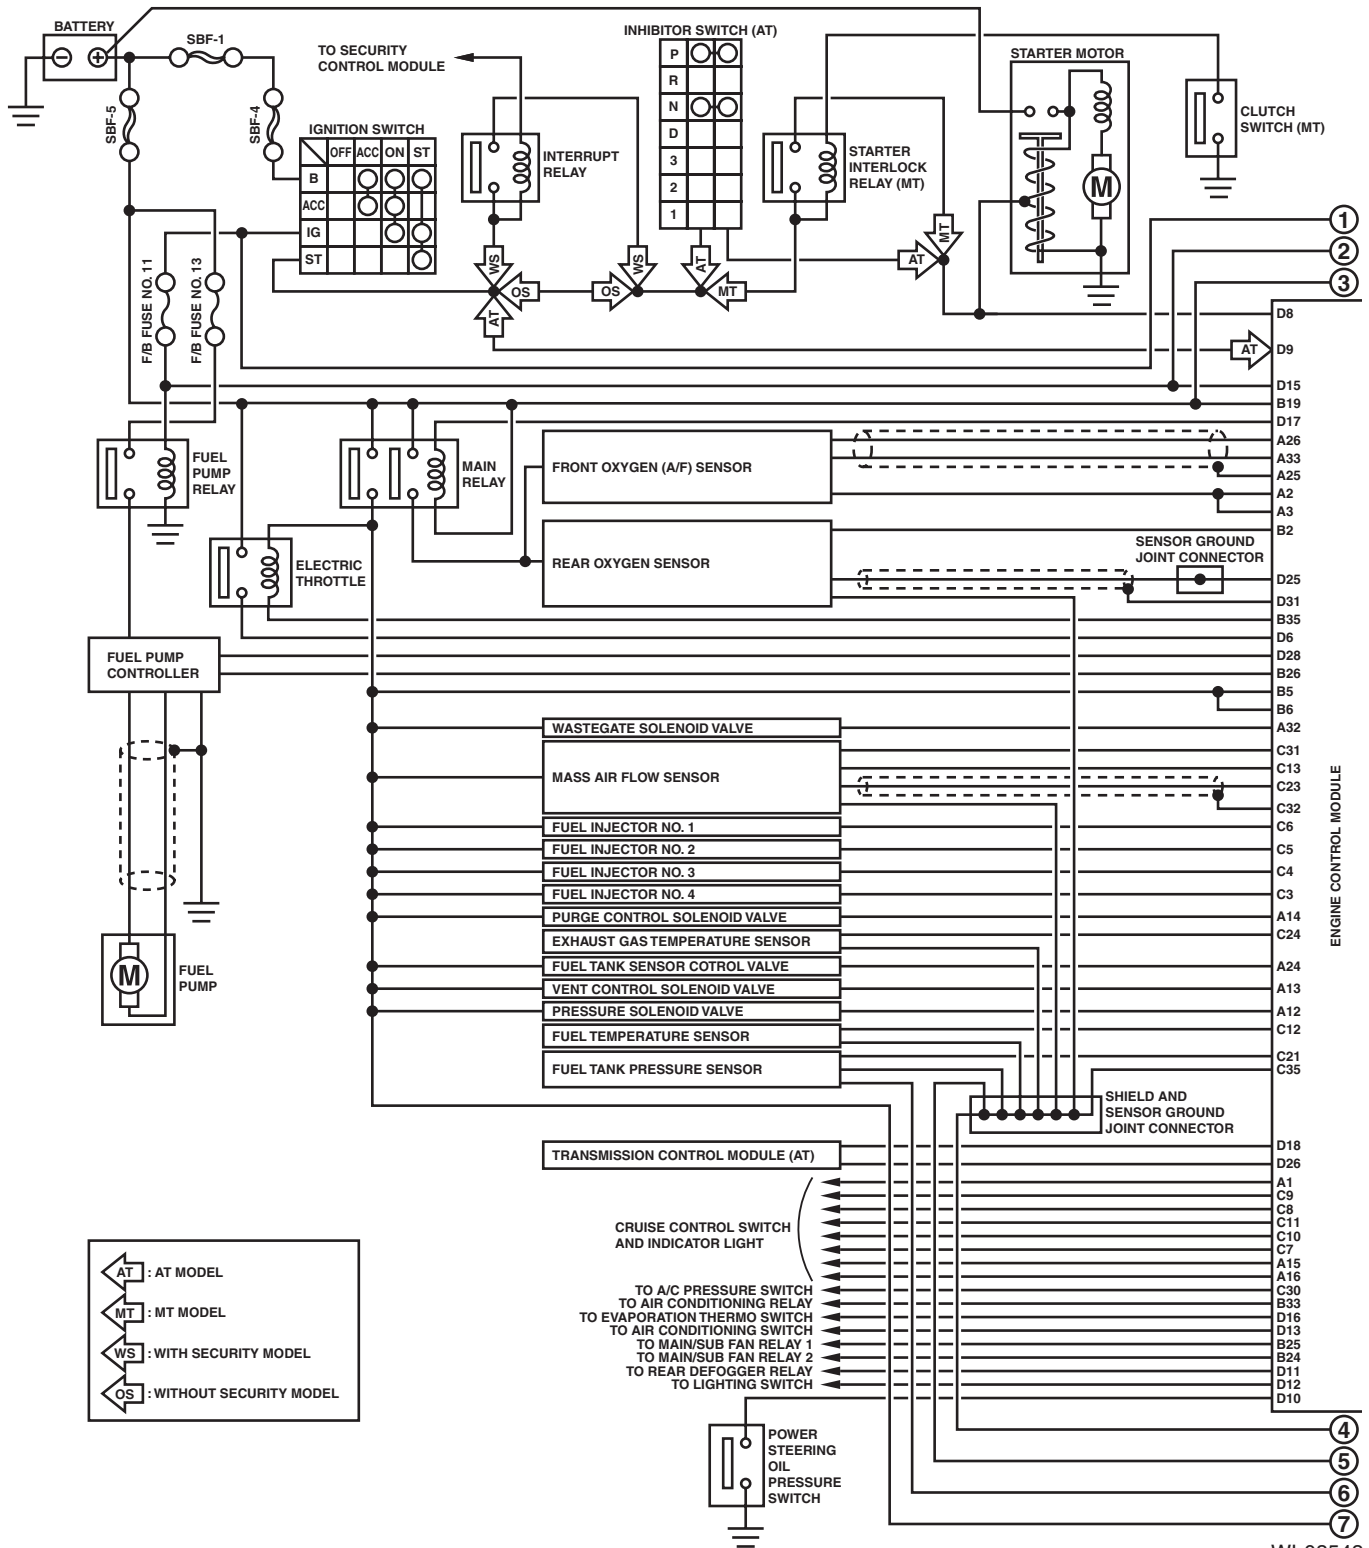 BATTERY
SBF-1
SBF-5
SBF-4
TO SECURITY
CONTROL MODULE
IGNITION SWITCH
OFF ACC ON ST
B
ACC
IG
ST
INTERRUPT
RELAY
INHIBITOR SWITCH (AT)
P
R
N
D
3
2
1
STARTER
INTERLOCK
RELAY (MT)
STARTER MOTOR
M
CLUTCH
SWITCH (MT)
F/B FUSE NO. 11
F/B FUSE NO. 13
WS
OS
AT
OS
WS
AT
MT
AT
MT
AT
1
2
3
D8
D9
D15
B19
D17
A26
A33
A25
A2
A3
B2
D25
D31
B35
D6
D28
B26
B5
B6
A32
C31
C13
C23
C32
C6
C5
C4
C3
A14
C24
A24
A13
A12
C12
C21
C35
D18
D26
A1
C9
C8
C11
C10
C7
A15
A16
C30
B33
D16
D13
B25
B24
D11
D12
D10
ENGINE CONTROL MODULE
FUEL
PUMP
RELAY
MAIN
RELAY
ELECTRIC
THROTTLE
FUEL PUMP
CONTROLLER
M
FUEL
PUMP
FRONT OXYGEN (A/F) SENSOR
REAR OXYGEN SENSOR
SENSOR GROUND
JOINT CONNECTOR
WASTEGATE SOLENOID VALVE
MASS AIR FLOW SENSOR
FUEL INJECTOR NO. 1
FUEL INJECTOR NO. 2
FUEL INJECTOR NO. 3
FUEL INJECTOR NO. 4
PURGE CONTROL SOLENOID VALVE
EXHAUST GAS TEMPERATURE SENSOR
FUEL TANK SENSOR COTROL VALVE
VENT CONTROL SOLENOID VALVE
PRESSURE SOLENOID VALVE
FUEL TEMPERATURE SENSOR
FUEL TANK PRESSURE SENSOR
SHIELD AND
SENSOR GROUND
JOINT CONNECTOR
TRANSMISSION CONTROL MODULE (AT)
CRUISE CONTROL SWITCH
AND INDICATOR LIGHT
TO A/C PRESSURE SWITCH
TO AIR CONDITIONING RELAY
TO EVAPORATION THERMO SWITCH
TO AIR CONDITIONING SWITCH
TO MAIN/SUB FAN RELAY 1
TO MAIN/SUB FAN RELAY 2
TO REAR DEFOGGER RELAY
TO LIGHTING SWITCH
POWER
STEERING
OIL
PRESSURE
SWITCH
4
5
6
7
AT : AT MODEL
MT : MT MODEL
WS : WITH SECURITY MODEL
OS : WITHOUT SECURITY MODEL